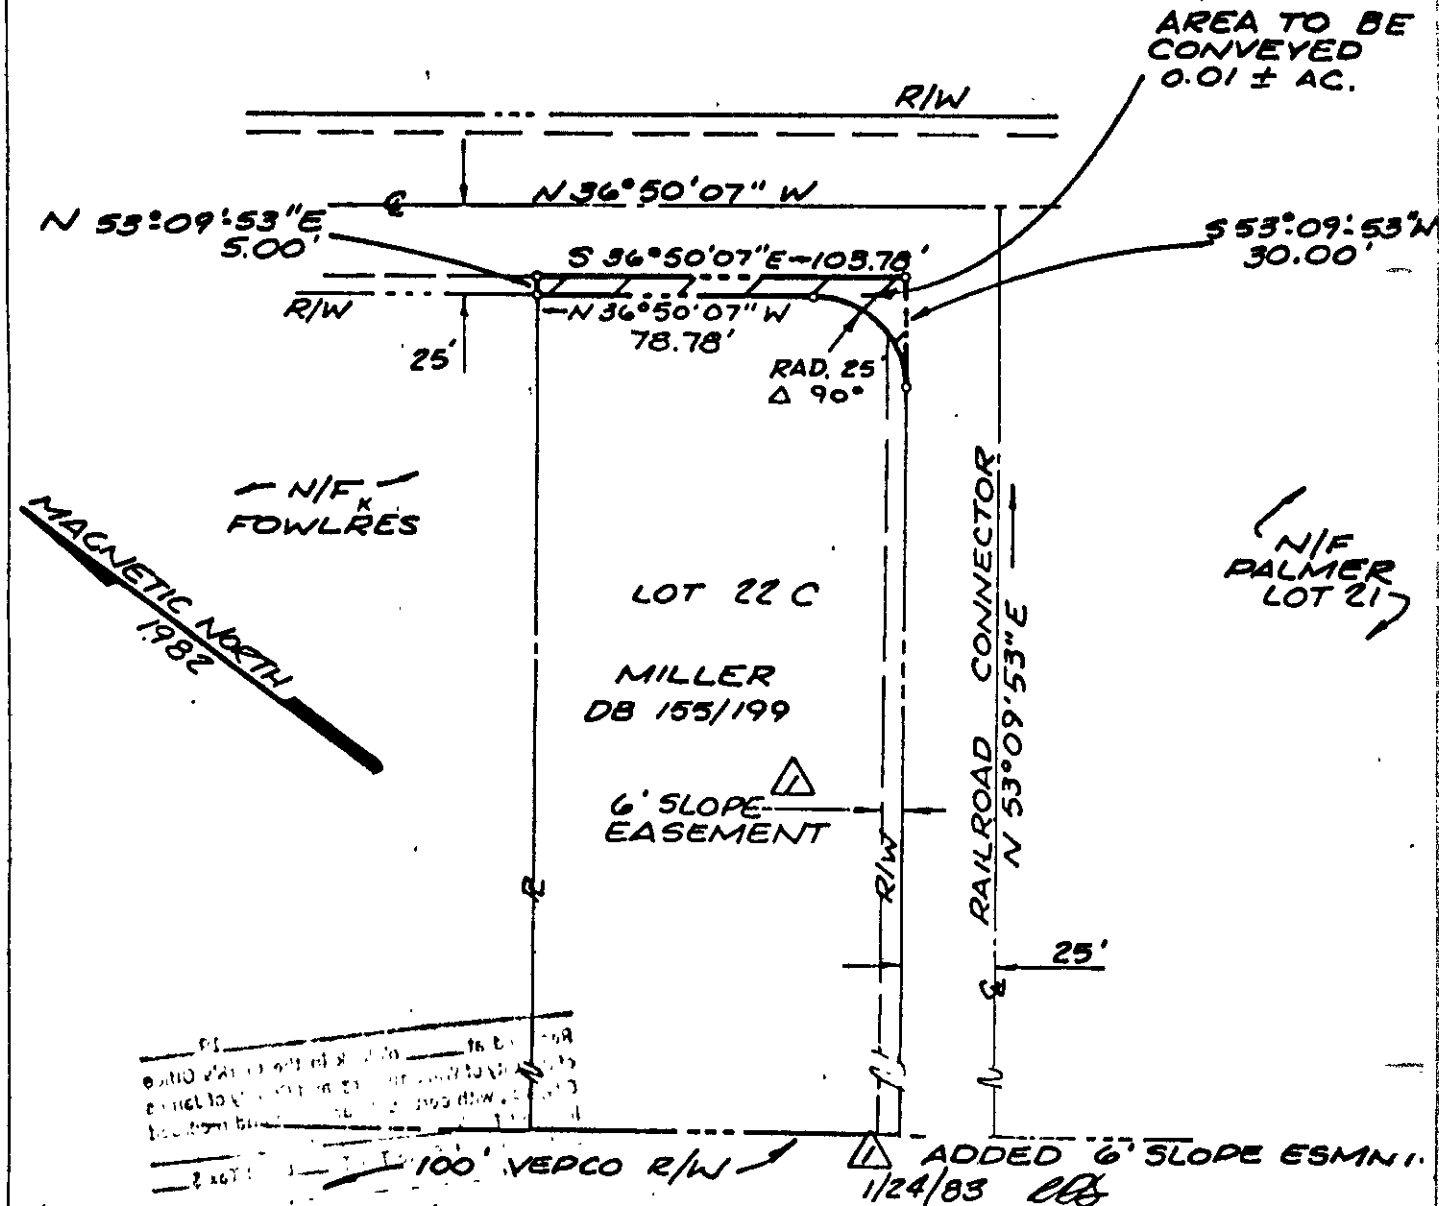 AREA TO BE
CONVEYED
0.01 ± AC.
R/W
N 36°50'07" W
N 53°09'53"E
5.00'
S 36°50'07"E-103.78'
S 53°09'53"W
30.00'
R/W
N 36°50'07" W
78.78'
25'
RAD. 25'
Δ 90°
N/F
FOWLRES
K
MAGNETIC NORTH
1982
LOT 22 C
MILLER
DB 155/199
N/F
PALMER
LOT 21
RAILROAD CONNECTOR
N 53°09'53"E
6' SLOPE
EASEMENT
1
R/W
25'
100' VEPCO R/W
1
ADDED 6' SLOPE ESMNT.
1/24/83